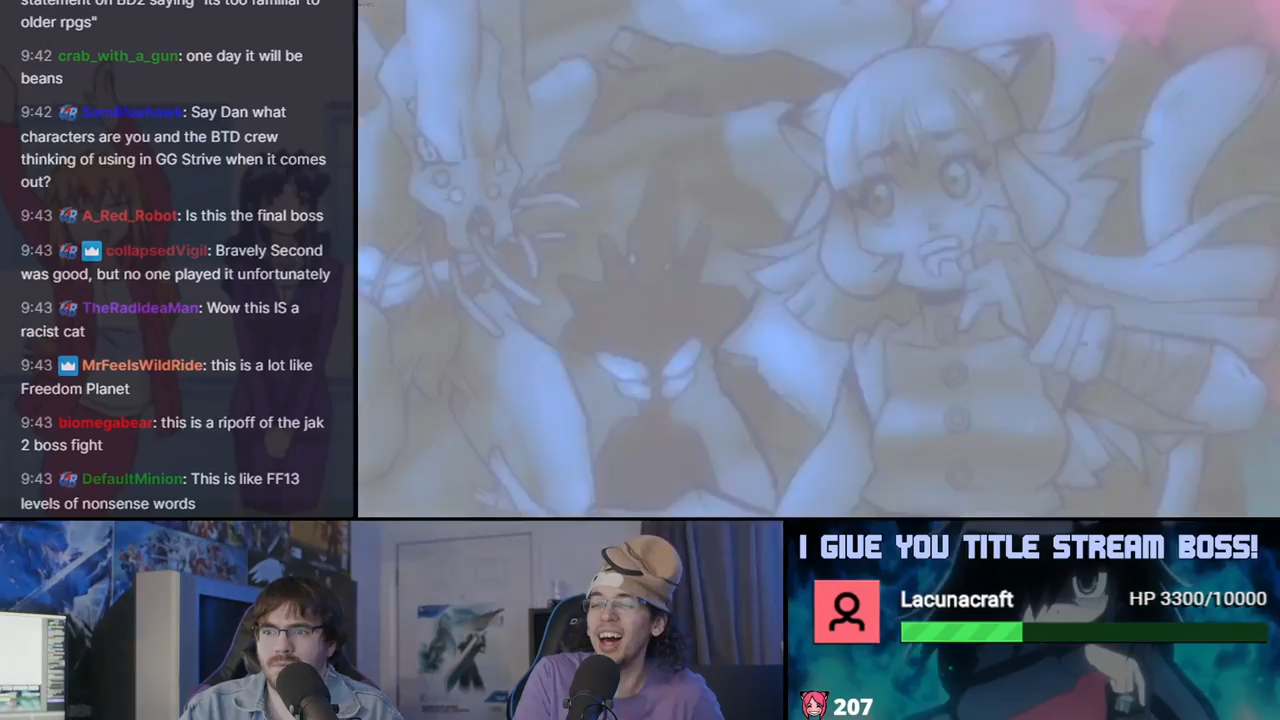 statement on BD2 saying "its too familiar to
older rpgs"
9:42 crab_with_a_gun: one day it will be
beans
9:42 SamBluehawk: Say Dan what
characters are you and the BTD crew
thinking of using in GG Strive when it comes
out?
9:43 A_Red_Robot: Is this the final boss
9:43 collapsedVigil: Bravely Second
was good, but no one played it unfortunately
9:43 TheRadIdeaMan: Wow this IS a
racist cat
9:43 MrFeelsWildRide: this is a lot like
Freedom Planet
9:43 biomegabear: this is a ripoff of the jak
2 boss fight
9:43 DefaultMinion: This is like FF13
levels of nonsense words
I GIVE YOU TITLE STREAM BOSS!
Lacunacraft HP 3300/10000
207